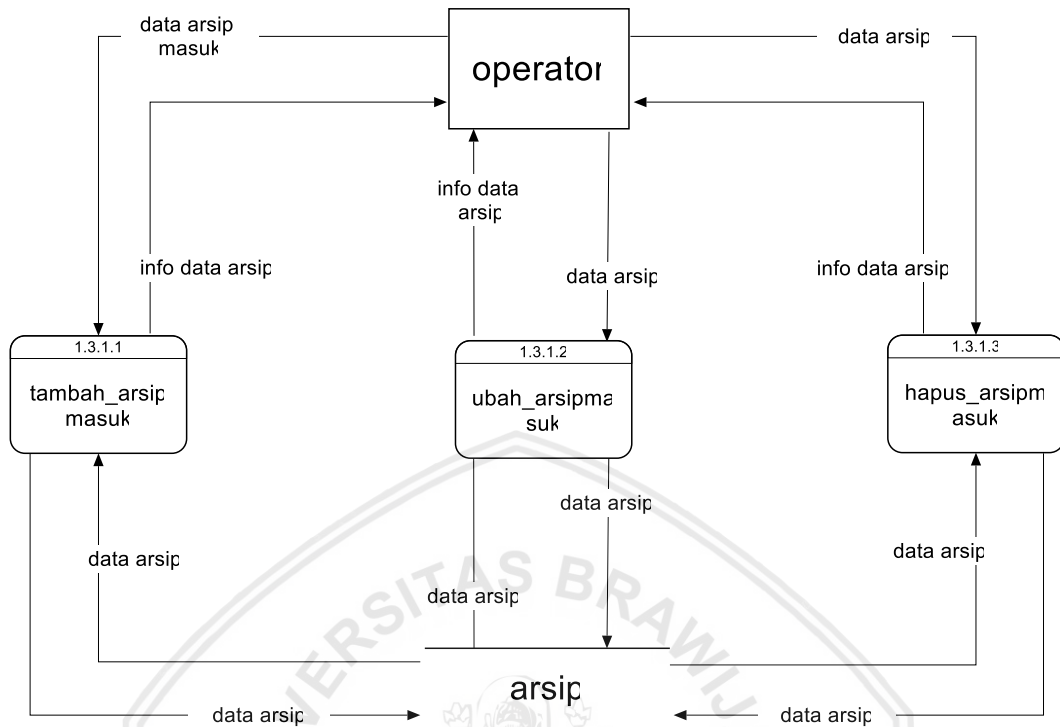 data arsip
masuk
operator
data arsip
info data
arsip
info data arsip
data arsip
info data arsip
1.3.1.1
tambah_arsip
masuk
1.3.1.2
ubah_arsipma
suk
1.3.1.3
hapus_arsipm
asuk
data arsip
data arsip
data arsip
data arsip
VERSITAS BRAWIJ
arsip
data arsip
data arsip